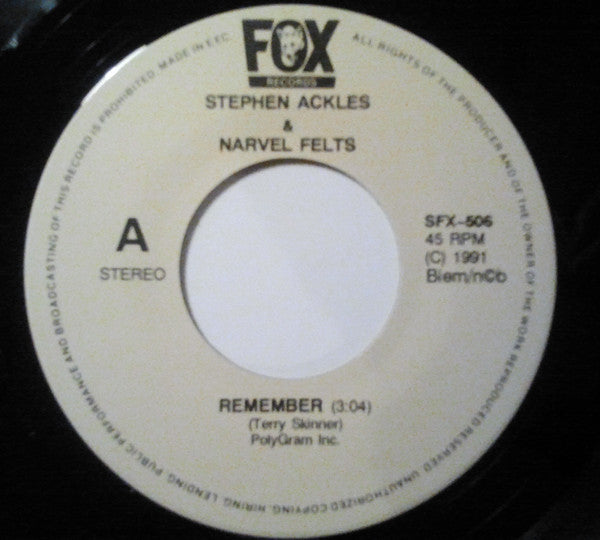 FOX
RECORDS
STEPHEN ACKLES
&
NARVEL FELTS
A
STEREO
SFX-506
45 RPM
(C) 1991
Biem/n©b
REMEMBER (3:04)
(Terry Skinner)
PolyGram Inc.
ALL RIGHTS OF THE PRODUCER AND OF THE OWNER OF THE WORK REPRODUCED RESERVED. UNAUTHORIZED COPYING, HIRING, LENDING, PUBLIC PERFORMANCE AND BROADCASTING OF THIS RECORD IS PROHIBITED. MADE IN EEC